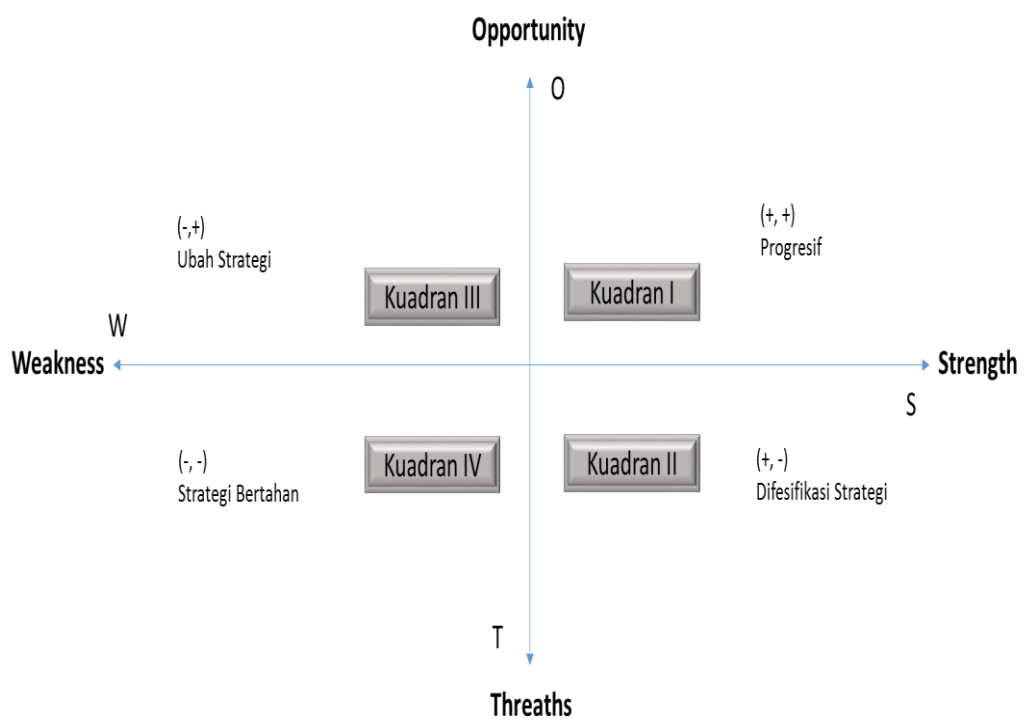 Opportunity
O
(-,+)
Ubah Strategi
(+, +)
Progresif
Kuadran III
Kuadran I
W
Weakness
Strength
S
Kuadran IV
Kuadran II
(-, -)
Strategi Bertahan
(+, -)
Difesifikasi Strategi
T
Threaths